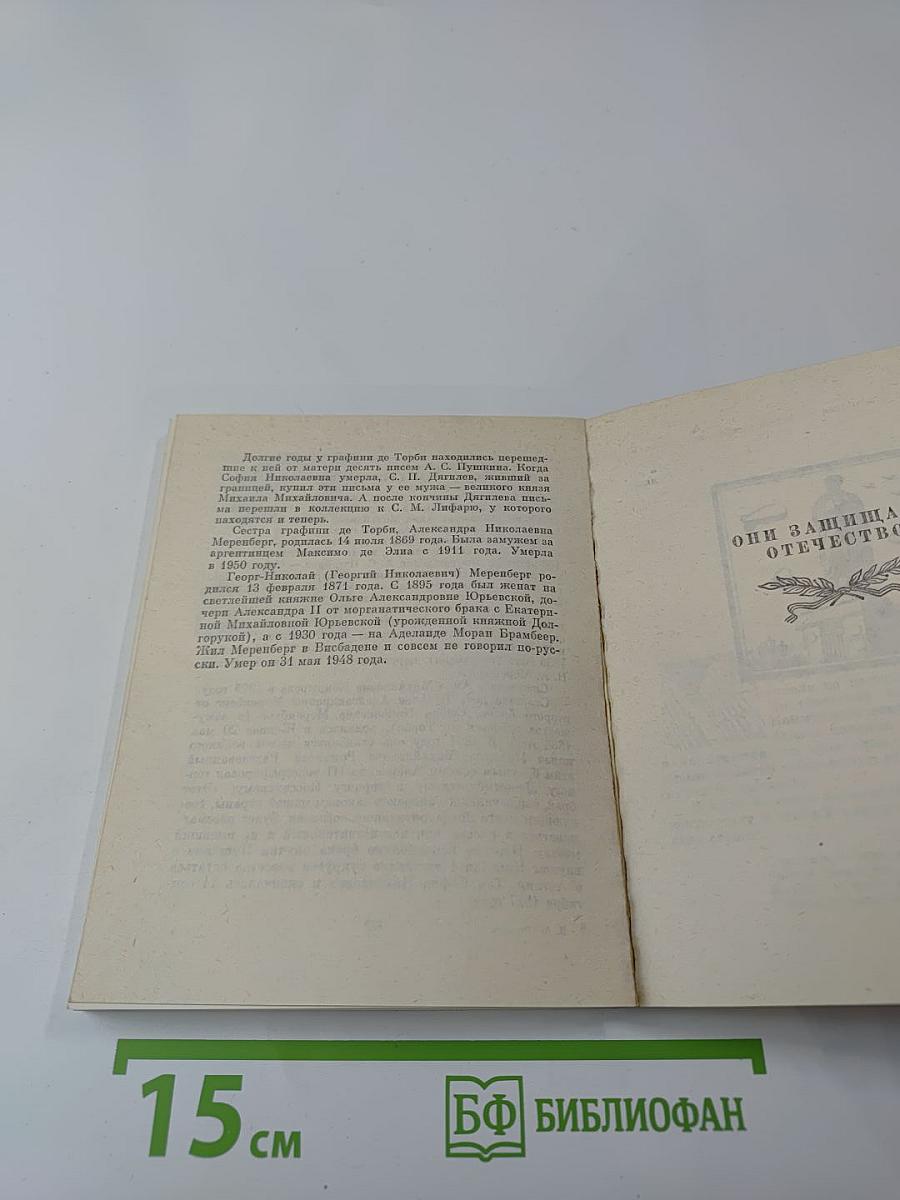 Долгие годы у графини де Торби находились перешед-
шие к ней от матери десять писем А. С. Пушкина. Когда
София Николаевна умерла, С. П. Дягилев, живший за
границей, купил эти письма у ее мужа — великого князя
Михаила Михайловича. А после кончины Дягилева пись-
ма перешли в коллекцию к С. М. Лифарю, у которого
находятся и теперь.
Сестра графини де Торби, Александра Николаевна
Меренберг, родилась 14 июля 1869 года. Была замужем за
аргентинцем Максимо де Элиа с 1911 года. Умерла
в 1950 году.
Георг-Николай (Георгий Николаевич) Меренберг ро-
дился 13 февраля 1871 года. С 1895 года был женат на
светлейшей княжне Ольге Александровне Юрьевской, до-
чери Александра II от морганатического брака с Екатери-
ной Михайловной Юрьевской (урожденной княжной Дол-
горукой), а с 1930 года — на Аделаиде Моран Брамбеер.
Жил Меренберг в Висбадене и совсем не говорил по-рус-
ски. Умер он 31 мая 1948 года.
ОНИ ЗАЩИЩА
ОТЕЧЕСТВО
15 см
БФ БИБЛИОФАН